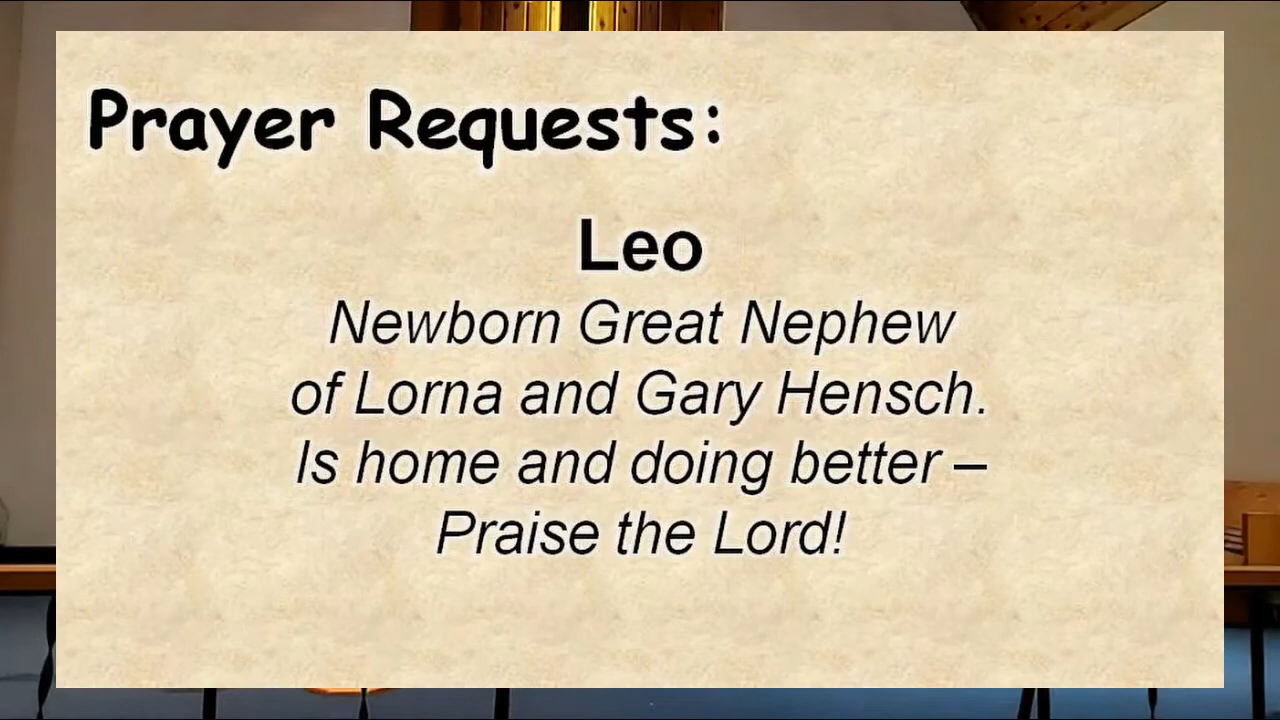 Prayer Requests:
Leo
Newborn Great Nephew
of Lorna and Gary Hensch.
Is home and doing better –
Praise the Lord!